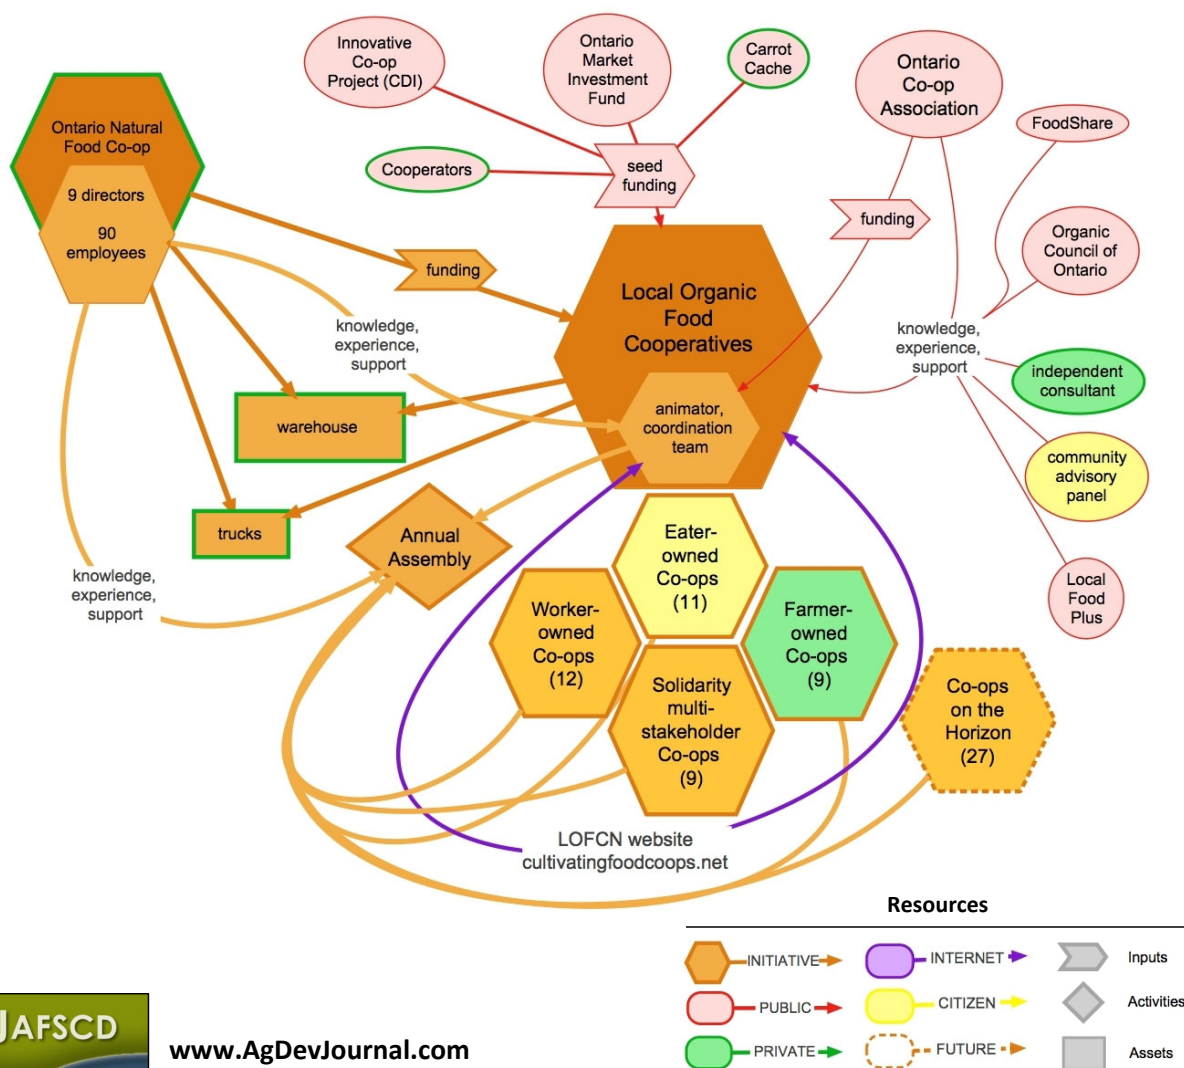 Innovative
Co-op
Project (CDI)
Ontario
Market
Investment
Fund
Carrot
Cache
Ontario
Co-op
Association
FoodShare
Ontario Natural
Food Co-op
9 directors
90
employees
Cooperators
seed
funding
funding
Organic
Council of
Ontario
funding
Local Organic
Food
Cooperatives
knowledge,
experience,
support
knowledge,
experience,
support
independent
consultant
animator,
coordination
team
warehouse
community
advisory
panel
trucks
Annual
Assembly
Eater-
owned
Co-ops
(11)
knowledge,
experience,
support
Local
Food
Plus
Worker-
owned
Co-ops
(12)
Farmer-
owned
Co-ops
(9)
Solidarity
multi-
stakeholder
Co-ops
(9)
Co-ops
on the
Horizon
(27)
LOFCN website
cultivatingfoodcoops.net
Resources
INITIATIVE
INTERNET
Inputs
PUBLIC
CITIZEN
Activities
PRIVATE
FUTURE
Assets
JAFSCD
www.AgDevJournal.com